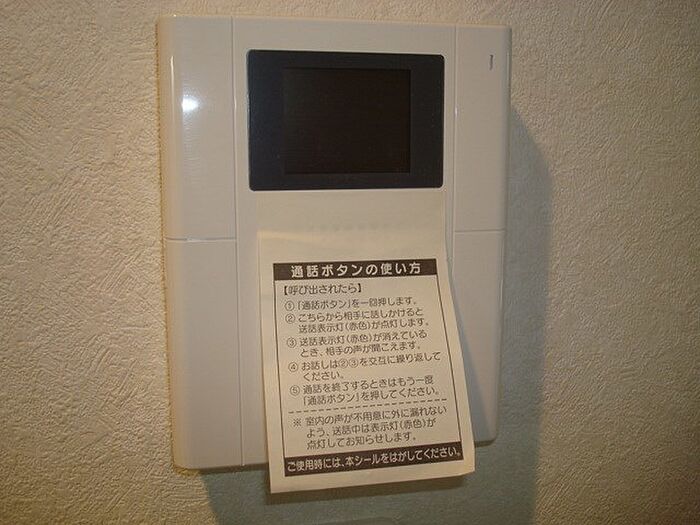 通話ボタンの使い方
【呼び出されたら】
①「通話ボタン」を一回押します。
②こちらから相手に話しかけると
送話表示灯(赤色)が点灯します。
③送話表示灯(赤色)が消えている
とき、相手の声が聞こえます。
④お話しは②③を交互に繰り返して
ください。
⑤通話を終了するときはもう一度
「通話ボタン」を押してください。
※ 室内の声が不用意に外に漏れない
よう、送話中は表示灯(赤色)が
点灯してお知らせします。
ご使用時には、本シールをはがしてください。